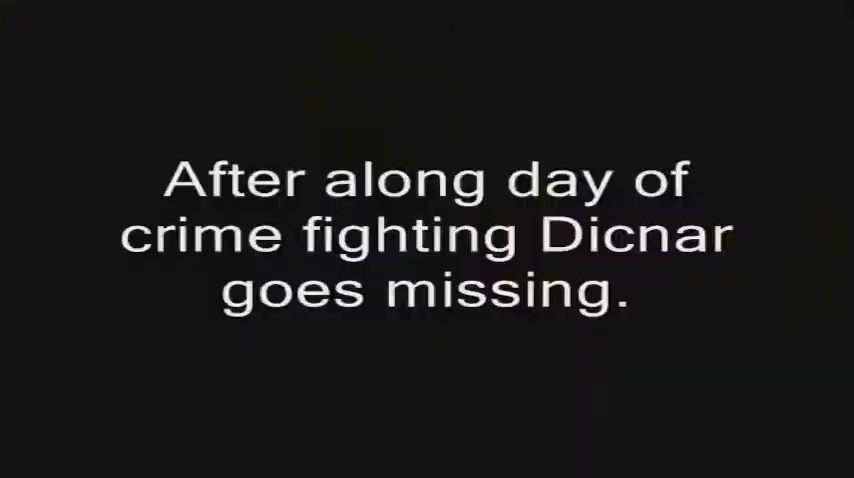 After along day of
crime fighting Dicnar
goes missing.